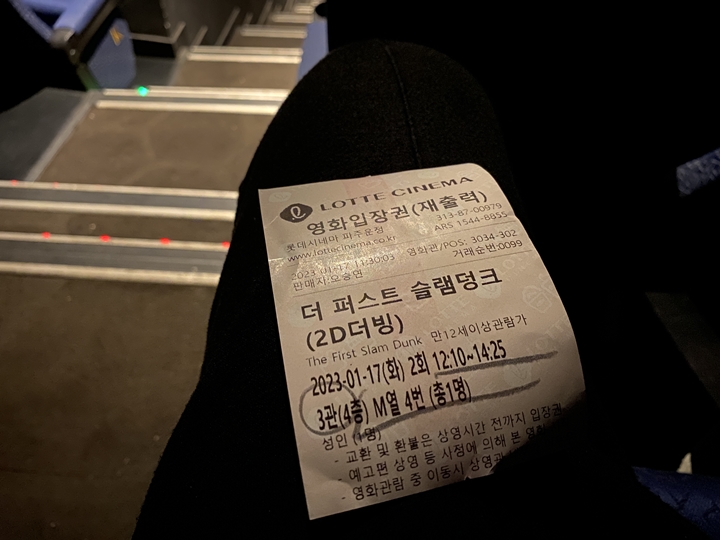 LOTTE CINEMA
영화입장권(재출력)
롯데시네마 파주운정 313-87-00979
www.lottecinema.co.kr ARS 1544-8855
2023-01-17 11:30:03 영화관/POS: 3034-302
판매자:오승연 거래순번:0099
더 퍼스트 슬램덩크
(2D더빙)
The First Slam Dunk 만12세이상관람가
2023-01-17(화) 2회 12:10~14:25
3관(4층) M열 4번 (총1명)
성인 (1명)
- 교환 및 환불은 상영시간 전까지 입장권
- 예고편 상영 등 사정에 의해 본 영화
- 영화관람 중 이동시 상영관